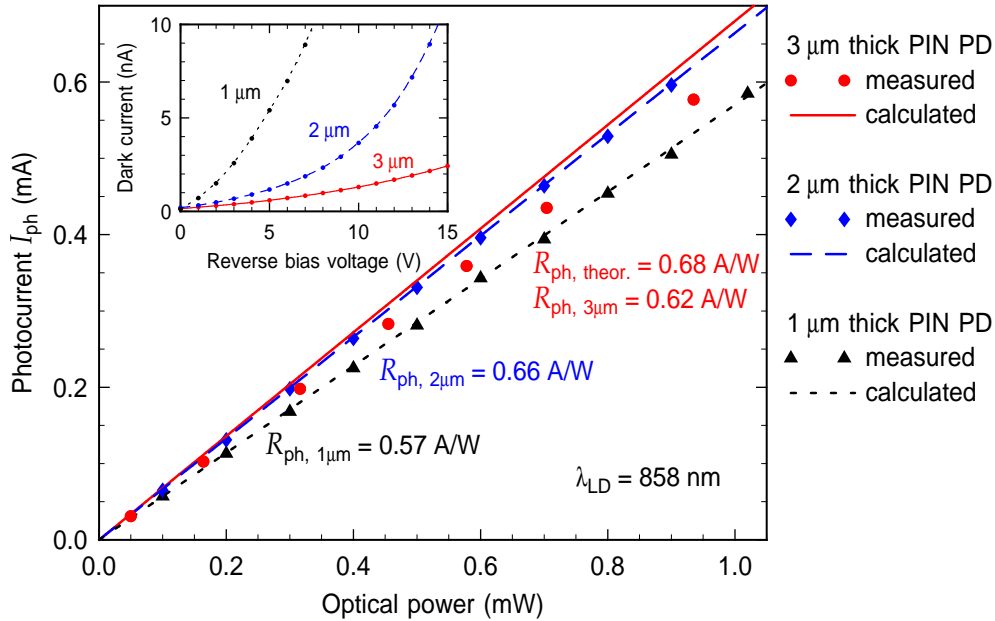 Photocurrent Iph (mA)
0.6
0.4
0.2
0.0
0.0 0.2 0.4 0.6 0.8 1.0
Optical power (mW)
Dark current (nA)
10
8
6
4
2
0
0 5 10 15
Reverse bias voltage (V)
1 μm
2 μm
3 μm
Rph, theor. = 0.68 A/W
Rph, 3μm = 0.62 A/W
Rph, 2μm = 0.66 A/W
Rph, 1μm = 0.57 A/W
λLD = 858 nm
3 μm thick PIN PD
measured
calculated
2 μm thick PIN PD
measured
calculated
1 μm thick PIN PD
measured
calculated